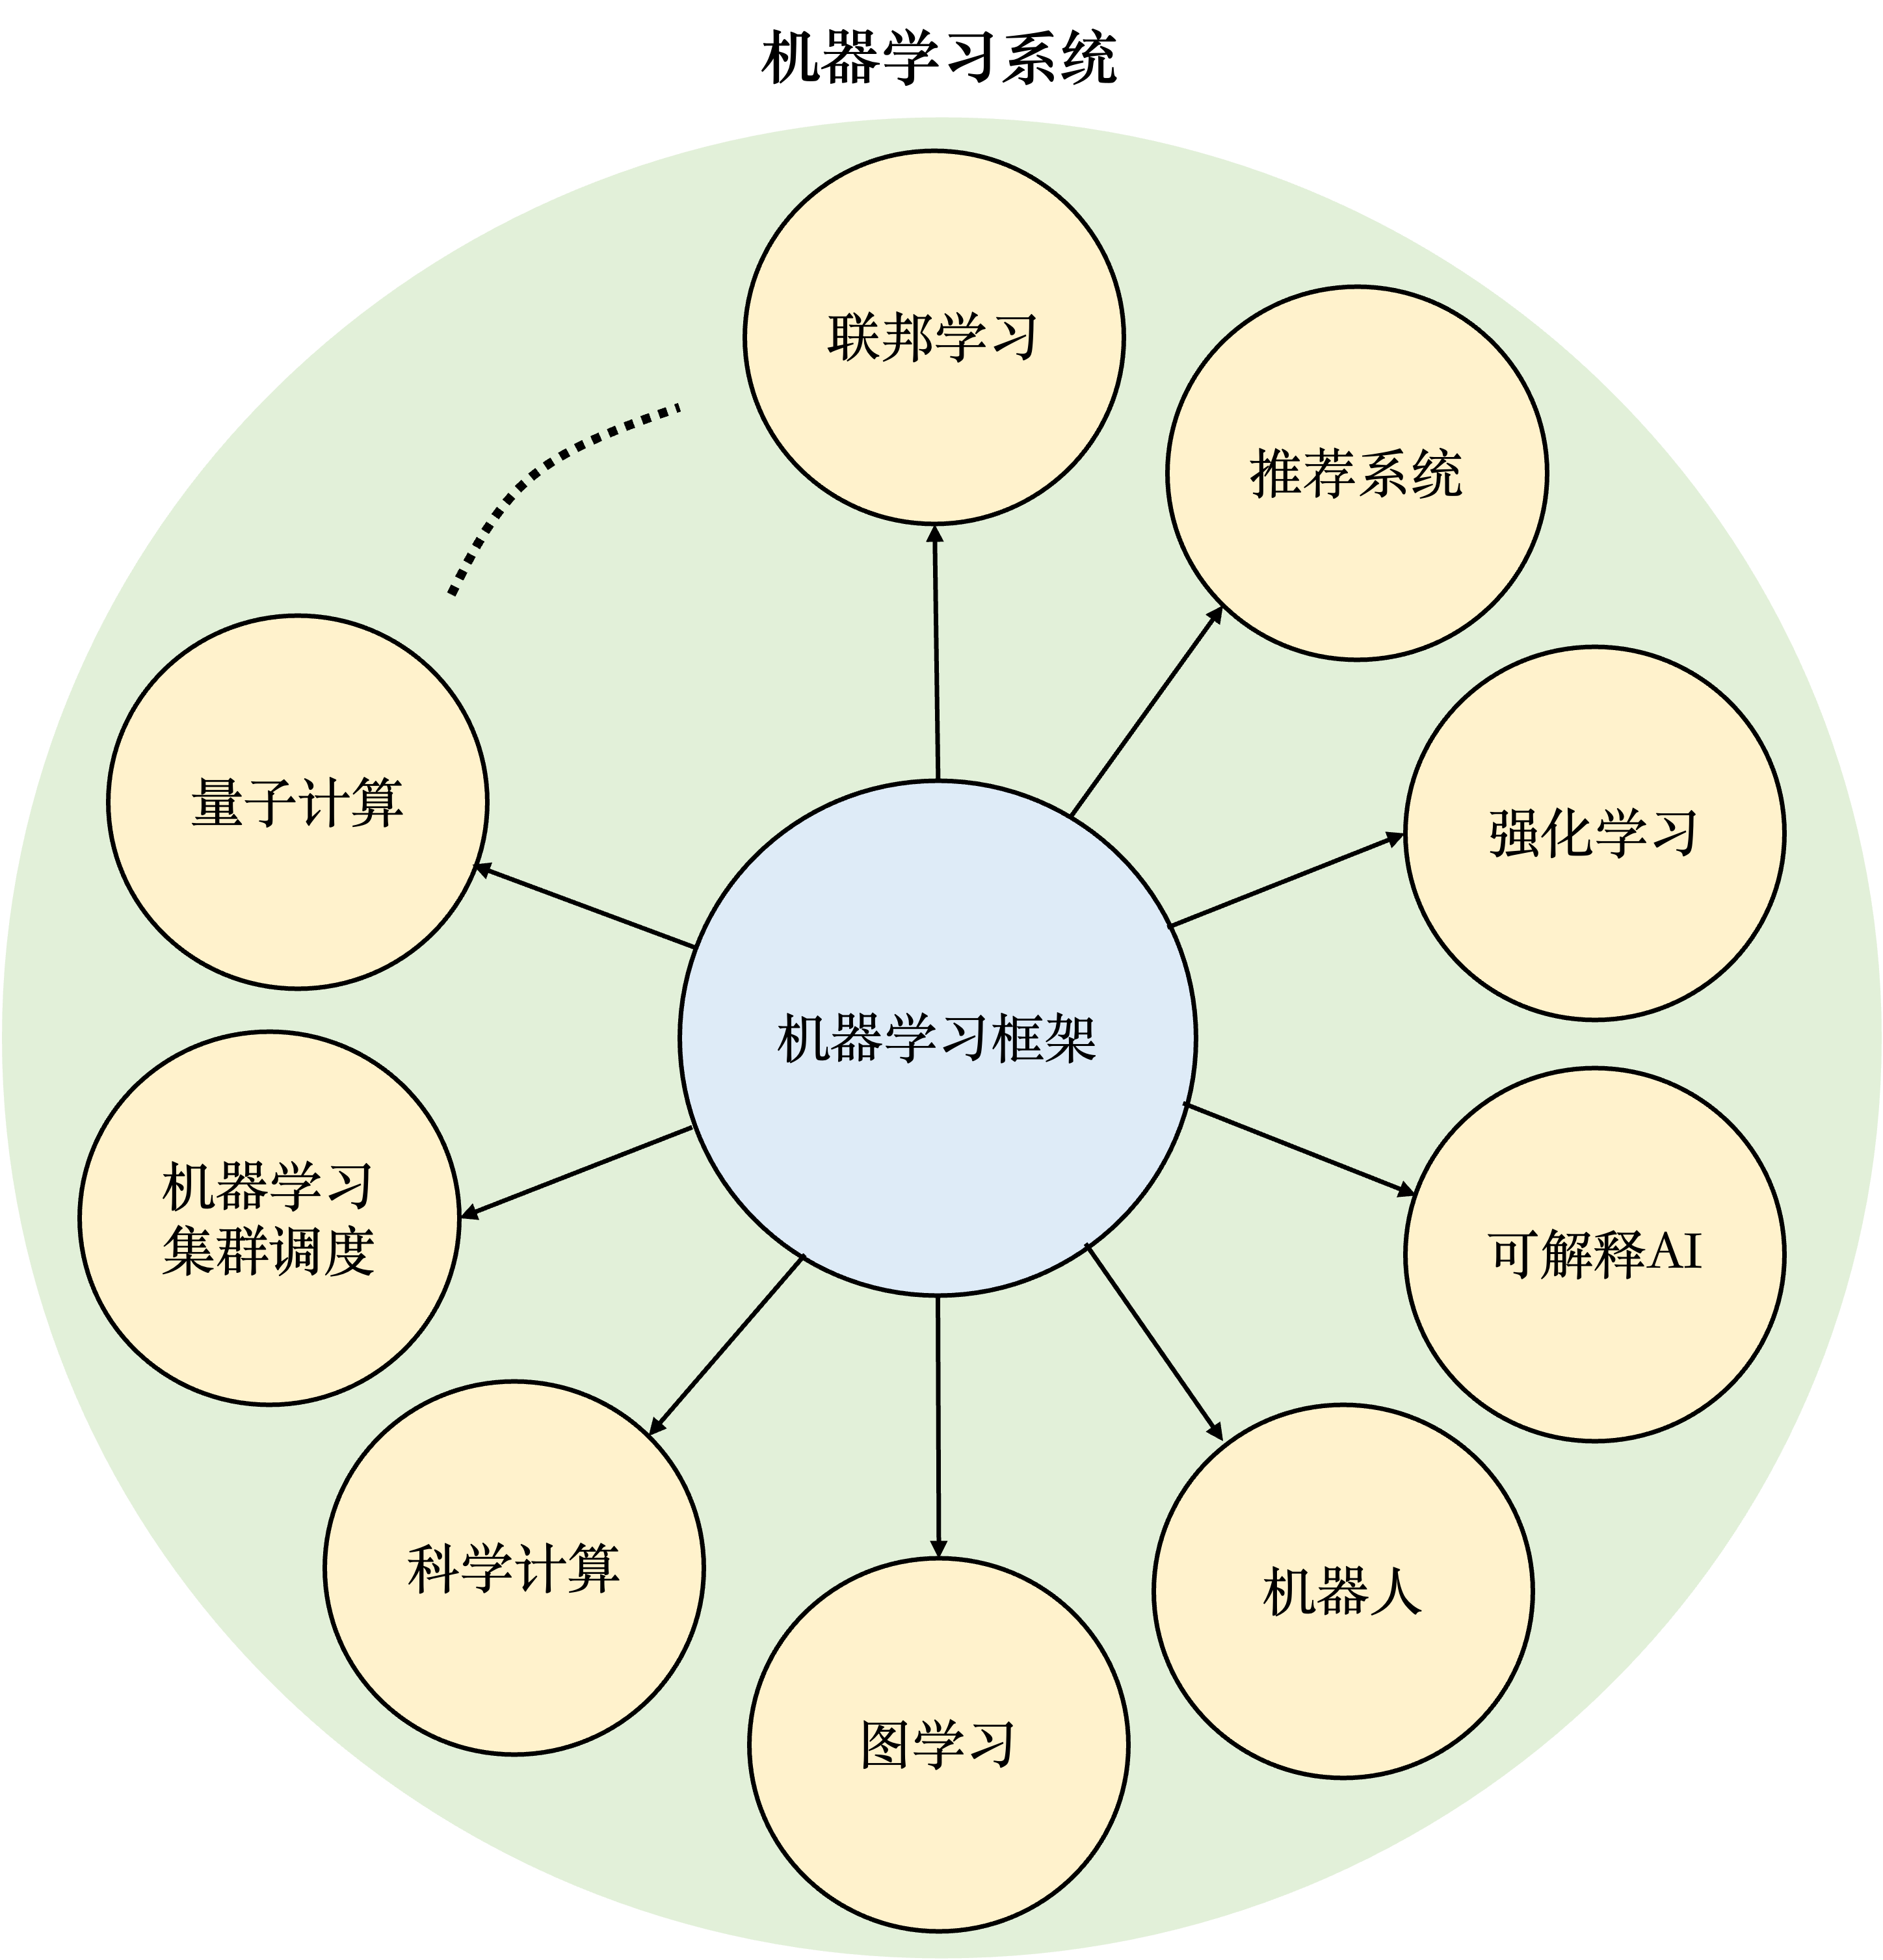 机器学习系统
联邦学习
推荐系统
强化学习
可解释AI
机器人
图学习
科学计算
机器学习
集群调度
量子计算
机器学习框架